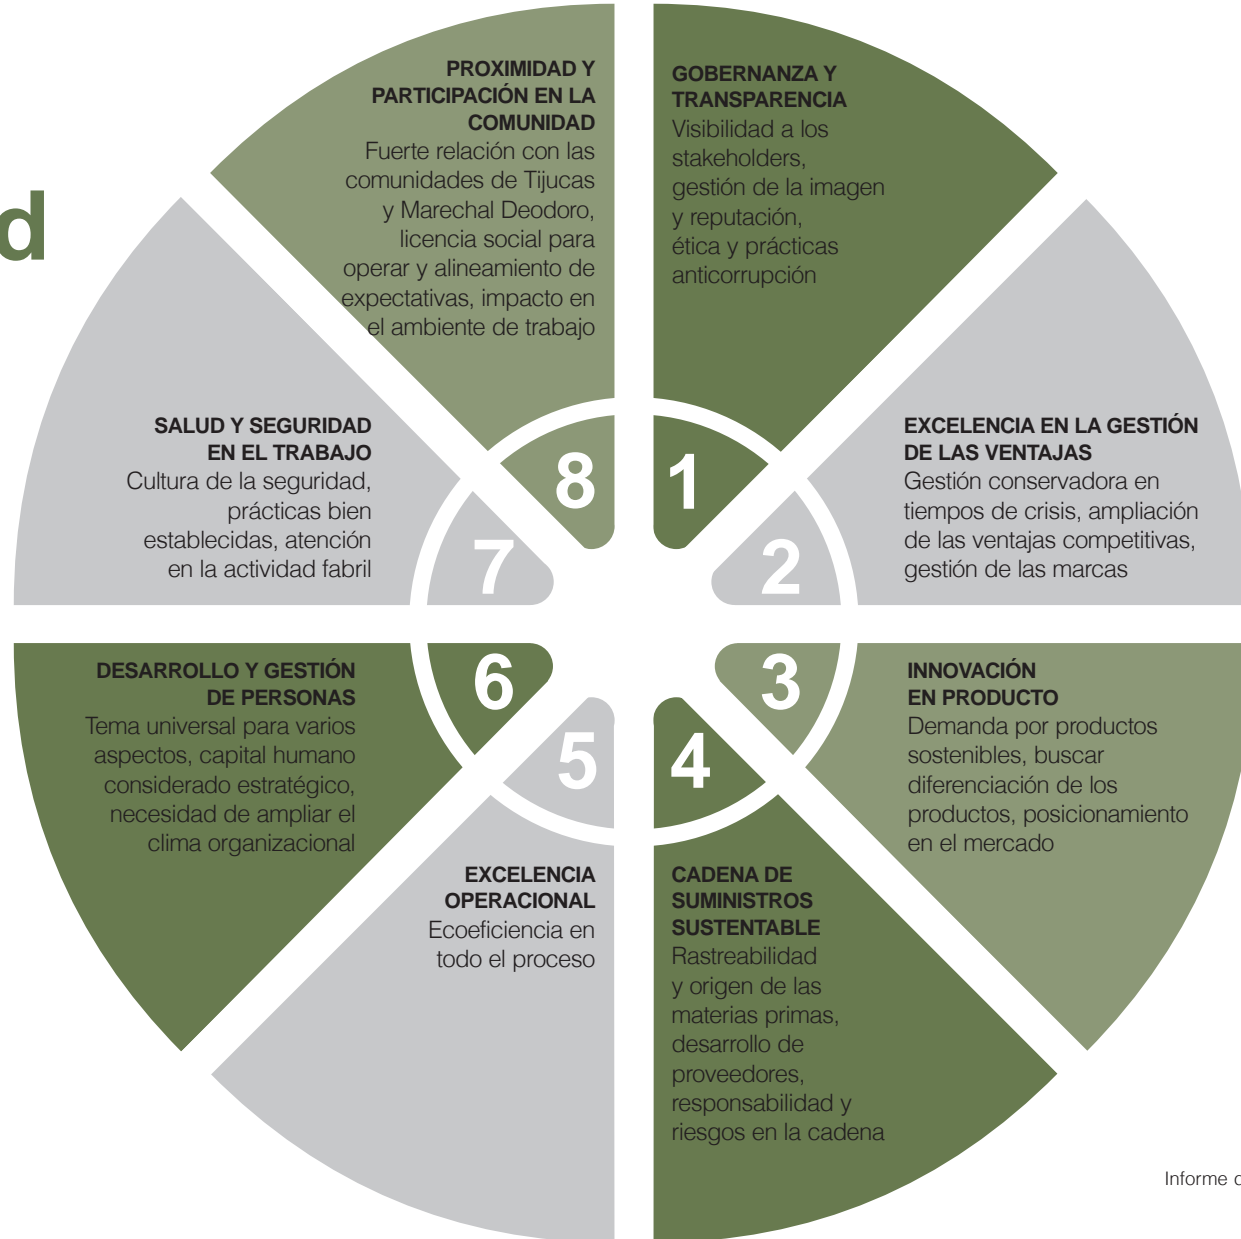 d
PROXIMIDAD Y
PARTICIPACIÓN EN LA
COMUNIDAD
Fuerte relación con las
comunidades de Tijucas
y Marechal Deodoro,
licencia social para
operar y alineamiento de
expectativas, impacto en
el ambiente de trabajo
8
GOBERNANZA Y
TRANSPARENCIA
Visibilidad a los
stakeholders,
gestión de la imagen
y reputación,
ética y prácticas
anticorrupción
1
SALUD Y SEGURIDAD
EN EL TRABAJO
Cultura de la seguridad,
prácticas bien
establecidas, atención
en la actividad fabril
7
EXCELENCIA EN LA GESTIÓN
DE LAS VENTAJAS
Gestión conservadora en
tiempos de crisis, ampliación
de las ventajas competitivas,
gestión de las marcas
2
DESARROLLO Y GESTIÓN
DE PERSONAS
Tema universal para varios
aspectos, capital humano
considerado estratégico,
necesidad de ampliar el
clima organizacional
6
INNOVACIÓN
EN PRODUCTO
Demanda por productos
sostenibles, buscar
diferenciación de los
productos, posicionamiento
en el mercado
3
EXCELENCIA
OPERACIONAL
Ecoeficiencia en
todo el proceso
5
CADENA DE
SUMINISTROS
SUSTENTABLE
Rastreabilidad
y origen de las
materias primas,
desarrollo de
proveedores,
responsabilidad y
riesgos en la cadena
4
Informe